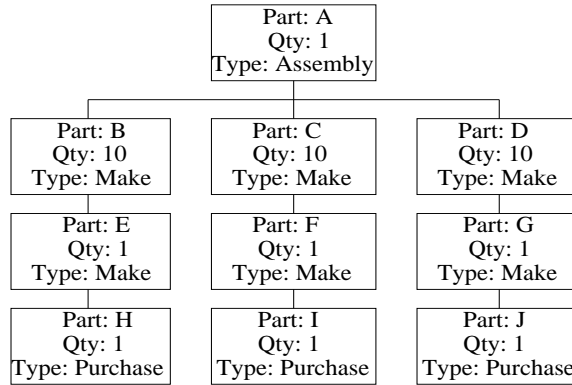 Part: A
Qty: 1
Type: Assembly
Part: B
Qty: 10
Type: Make
Part: C
Qty: 10
Type: Make
Part: D
Qty: 10
Type: Make
Part: E
Qty: 1
Type: Make
Part: F
Qty: 1
Type: Make
Part: G
Qty: 1
Type: Make
Part: H
Qty: 1
Type: Purchase
Part: I
Qty: 1
Type: Purchase
Part: J
Qty: 1
Type: Purchase